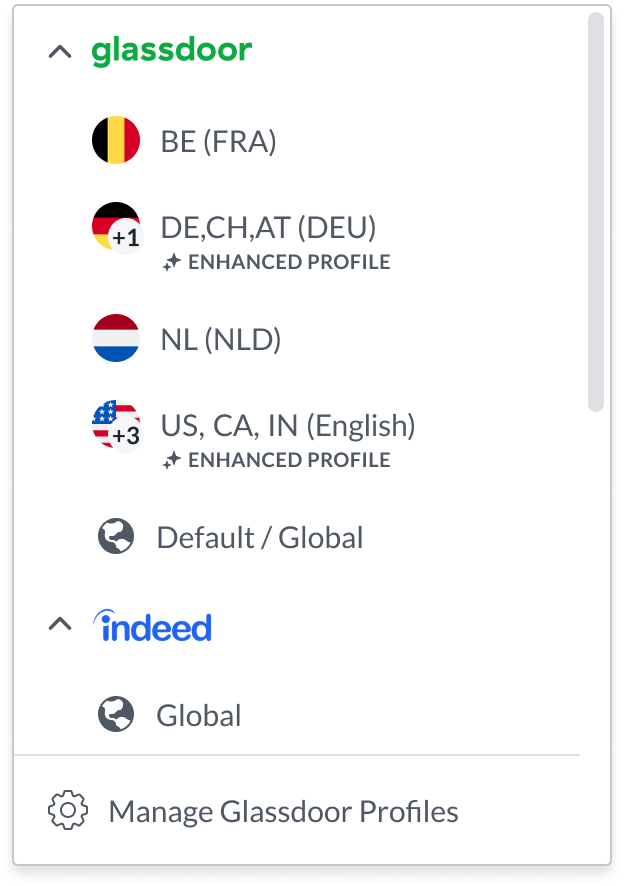 glassdoor
BE (FRA)
+1
DE,CH,AT (DEU)
ENHANCED PROFILE
NL (NLD)
+3
US, CA, IN (English)
ENHANCED PROFILE
Default / Global
indeed
Global
Manage Glassdoor Profiles